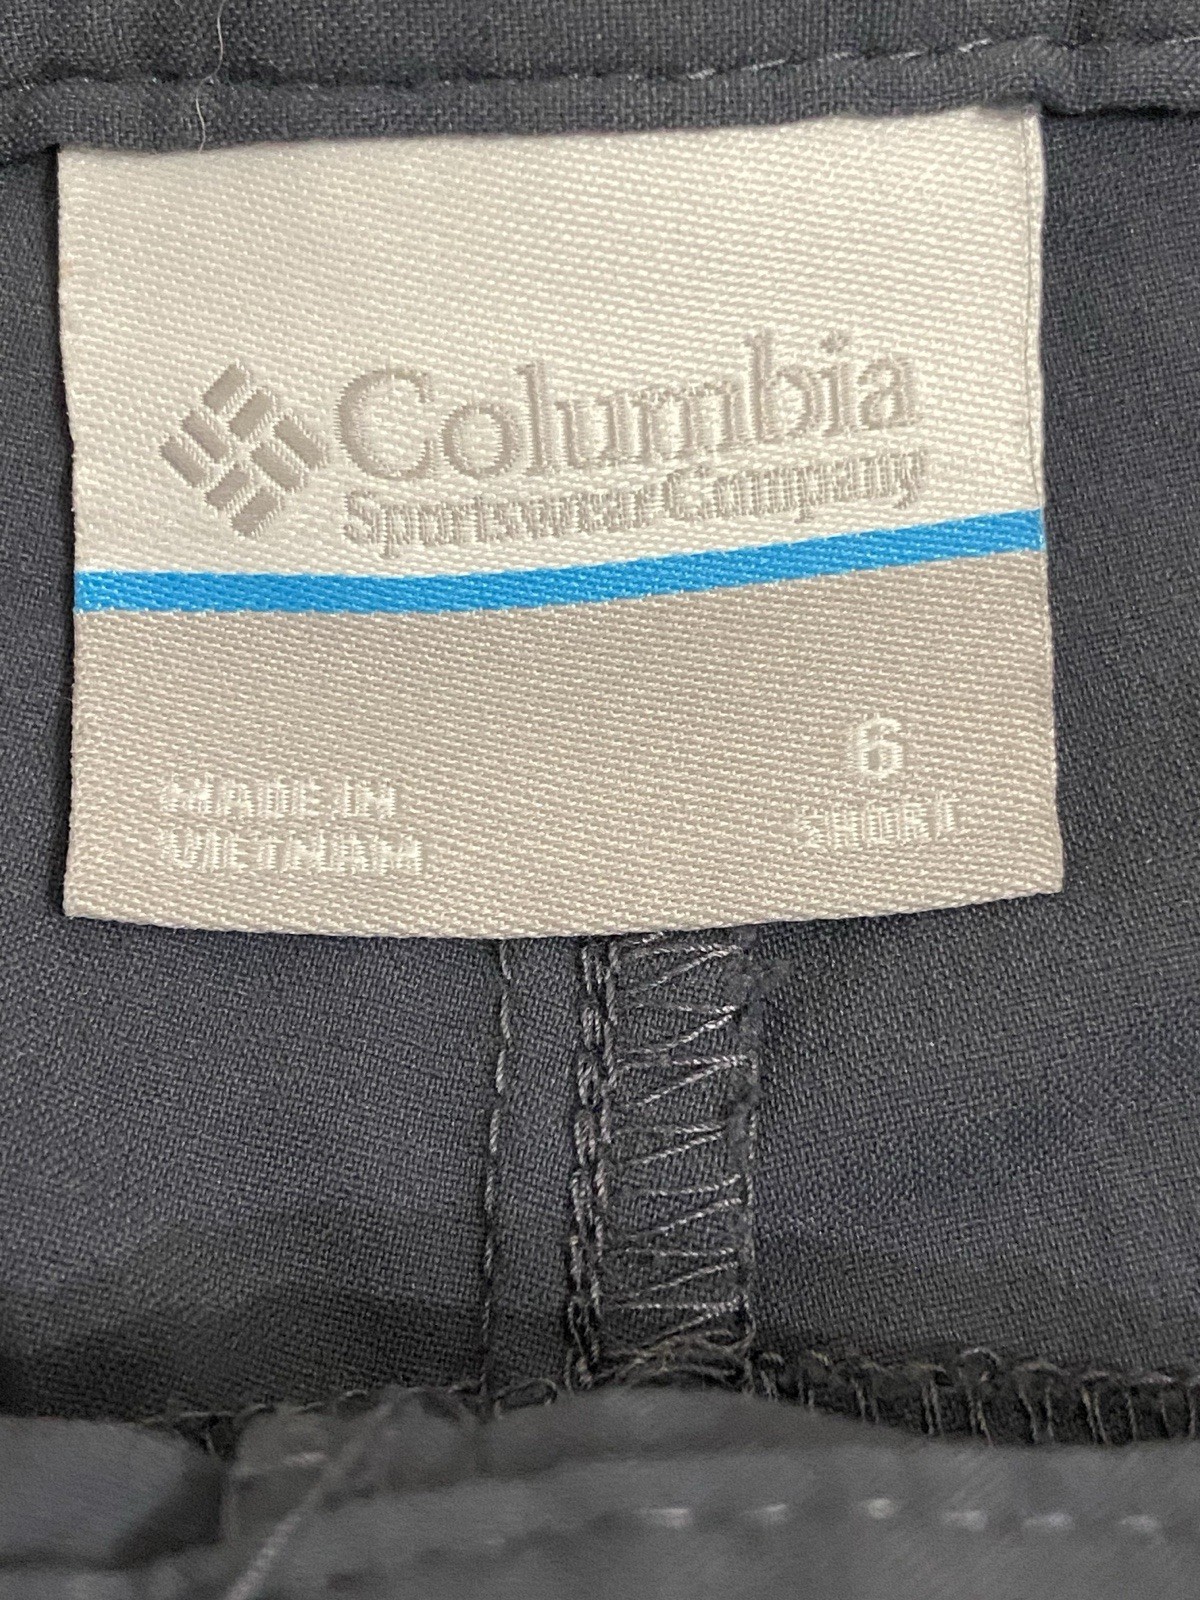 Columbia
Sportswear Company
6
MADE IN
SHORT
VIETNAM